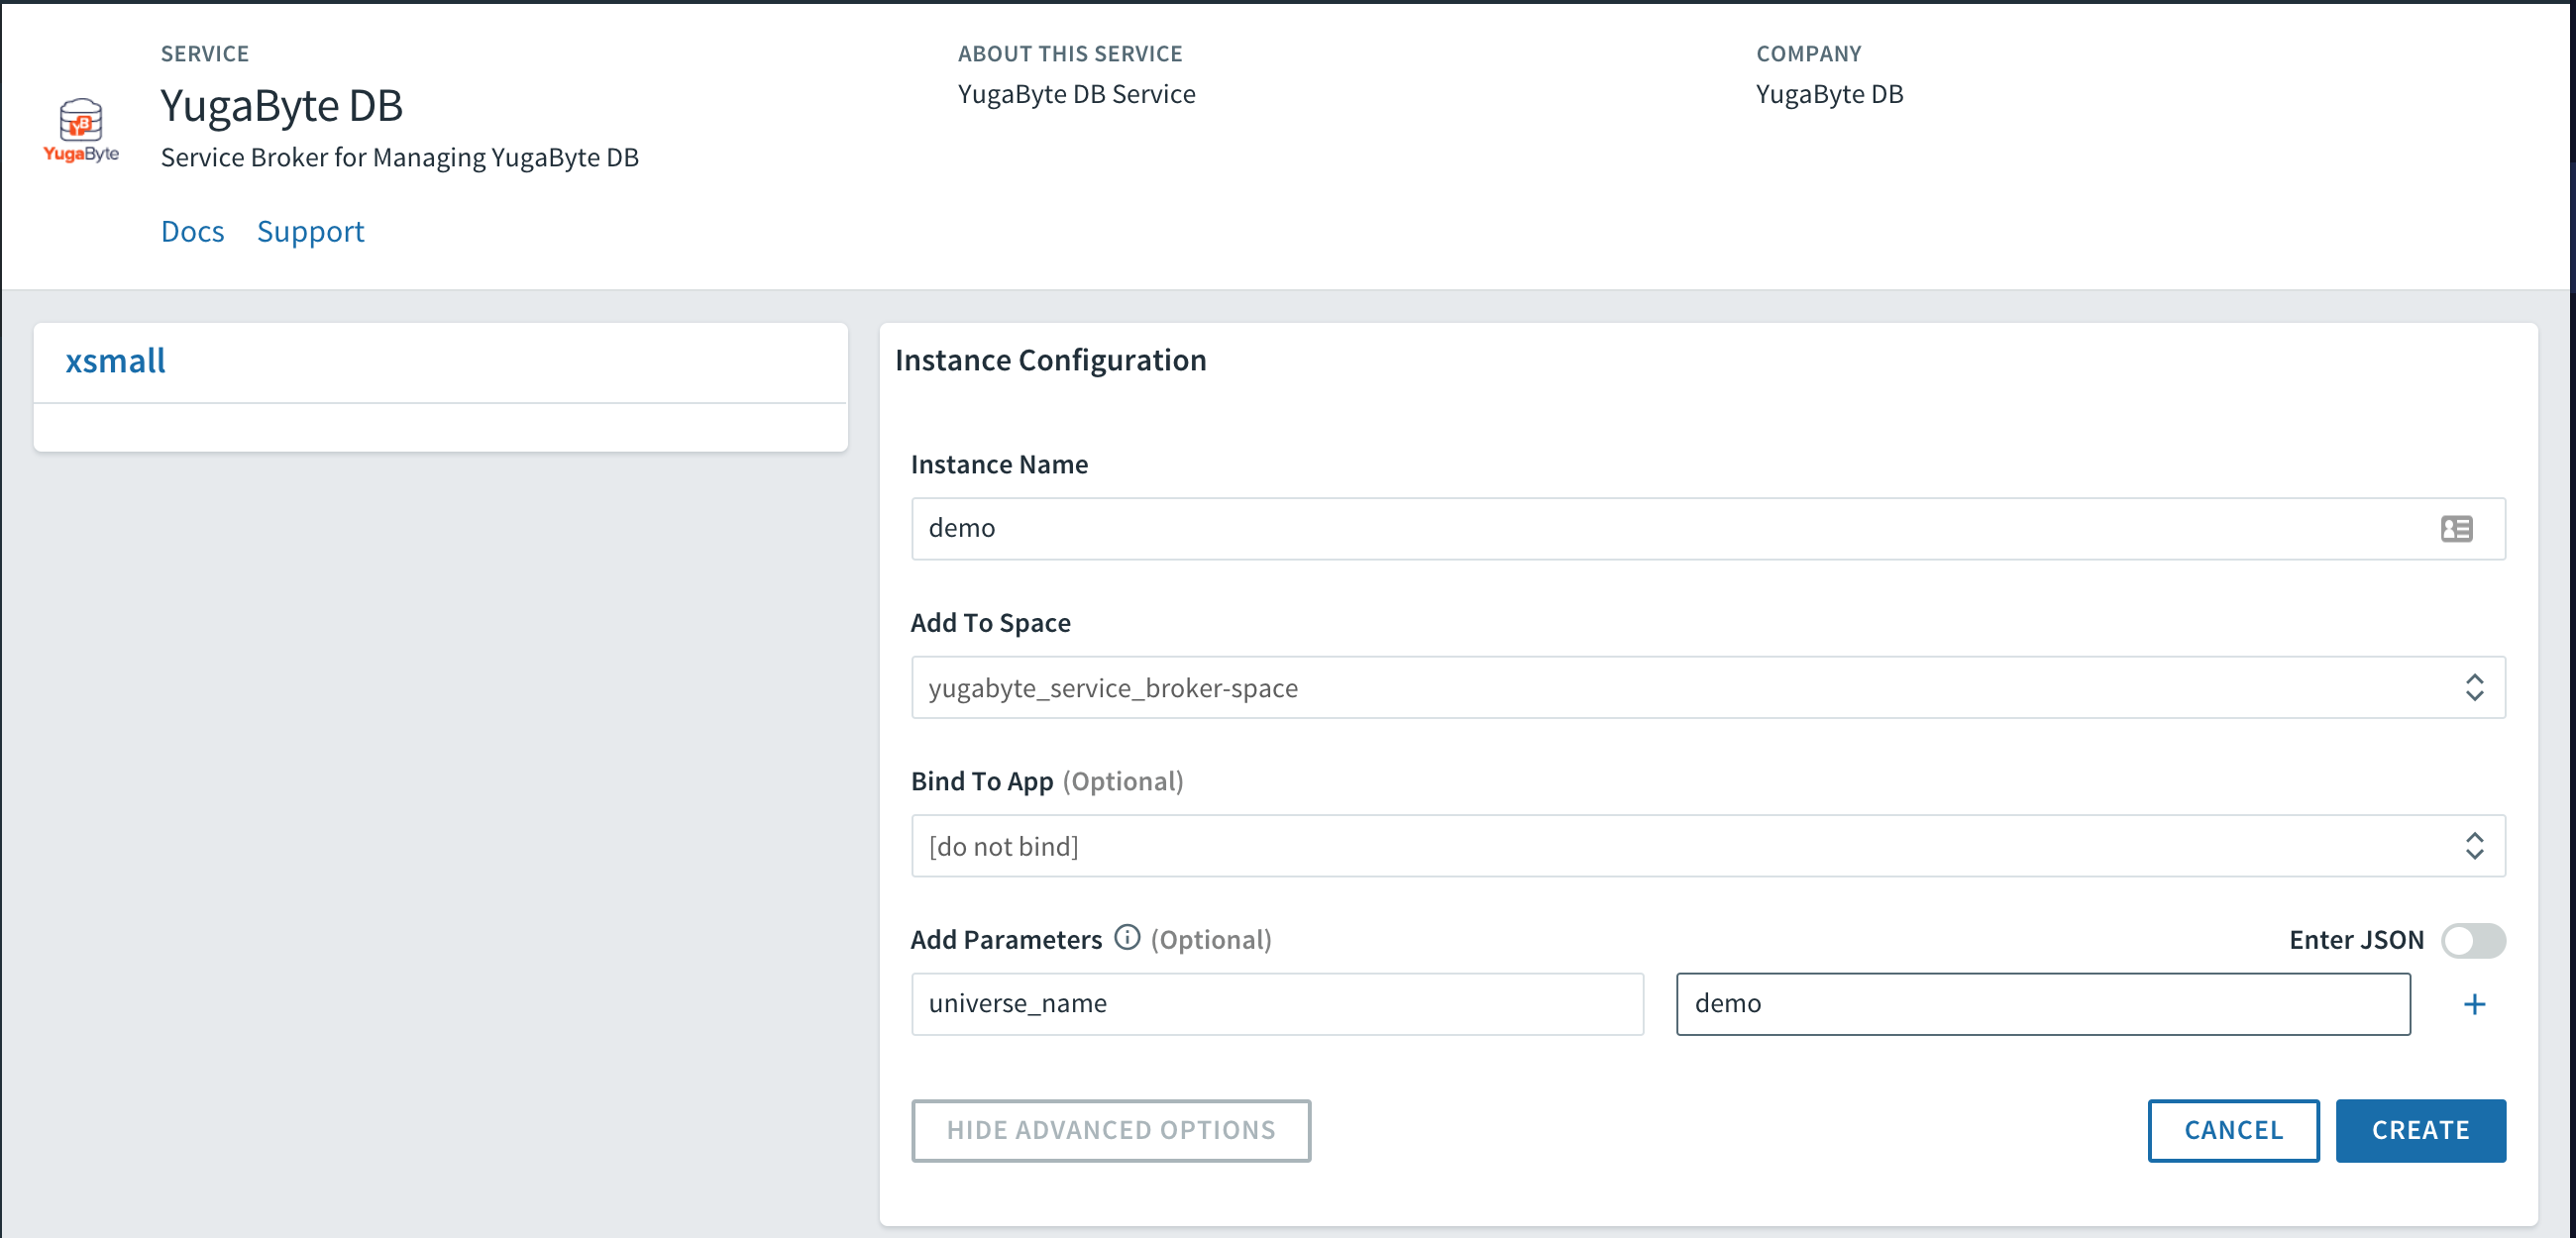 SERVICE
YugaByte DB
Service Broker for Managing YugaByte DB
Docs Support
YB
YugaByte
ABOUT THIS SERVICE
YugaByte DB Service
COMPANY
YugaByte DB
xsmall
Instance Configuration
Instance Name
demo
Add To Space
yugabyte_service_broker-space
Bind To App (Optional)
[do not bind]
Add Parameters (Optional) Enter JSON
universe_name demo
HIDE ADVANCED OPTIONS CANCEL CREATE